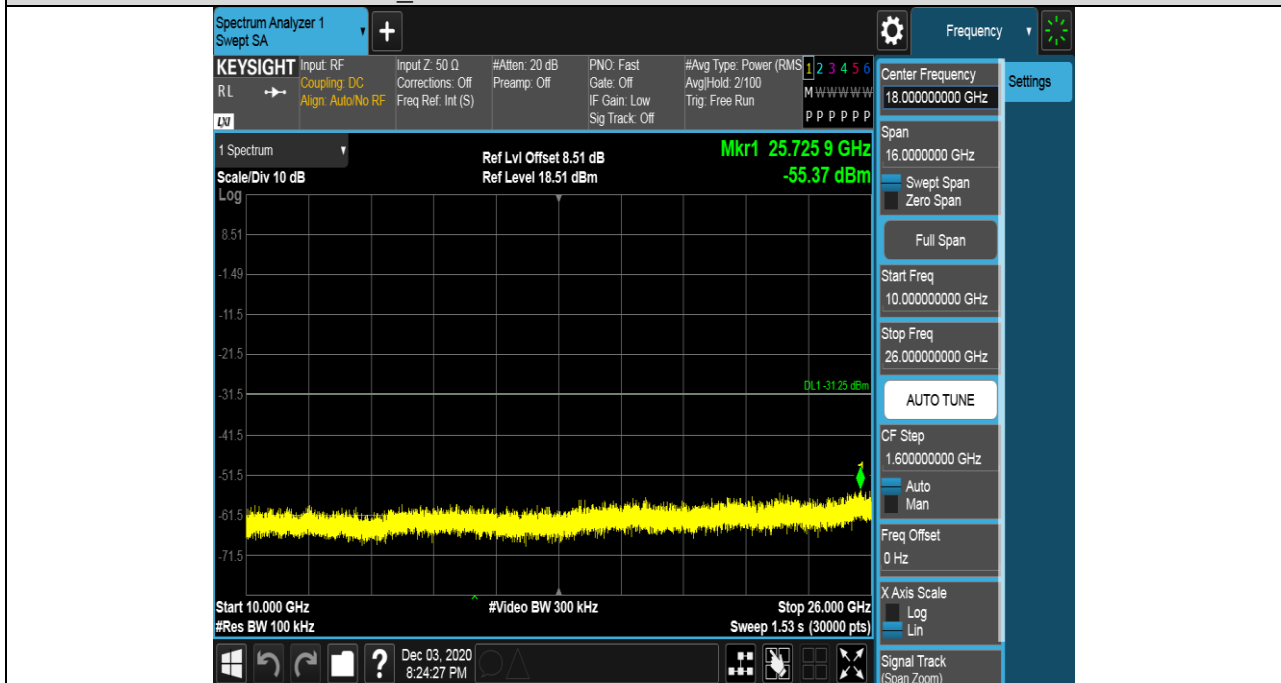 Spectrum Analyzer 1
Swept SA
+
Frequency
KEYSIGHT
RL
LXI
Input: RF
Coupling: DC
Align: Auto/No RF
Input Z: 50 Ω
Corrections: Off
Freq Ref: Int (S)
#Atten: 20 dB
Preamp: Off
PNO: Fast
Gate: Off
IF Gain: Low
Sig Track: Off
#Avg Type: Power (RMS
Avg|Hold: 2/100
Trig: Free Run
1 2 3 4 5 6
M W W W W W
P P P P P P
Center Frequency
18.000000000 GHz
Settings
1 Spectrum
Scale/Div 10 dB
Ref Lvl Offset 8.51 dB
Ref Level 18.51 dBm
Mkr1 25.725 9 GHz
-55.37 dBm
Span
16.0000000 GHz
Swept Span
Zero Span
Full Span
Start Freq
10.000000000 GHz
Stop Freq
26.000000000 GHz
AUTO TUNE
CF Step
1.600000000 GHz
Auto
Man
Freq Offset
0 Hz
X Axis Scale
Log
Lin
Signal Track
(Span Zoom)
Log
8.51
-1.49
-11.5
-21.5
-31.5
-41.5
-51.5
-61.5
-71.5
DL1 -31.25 dBm
1
Start 10.000 GHz
#Res BW 100 kHz
#Video BW 300 kHz
Stop 26.000 GHz
Sweep 1.53 s (30000 pts)
?
Dec 03, 2020
8:24:27 PM